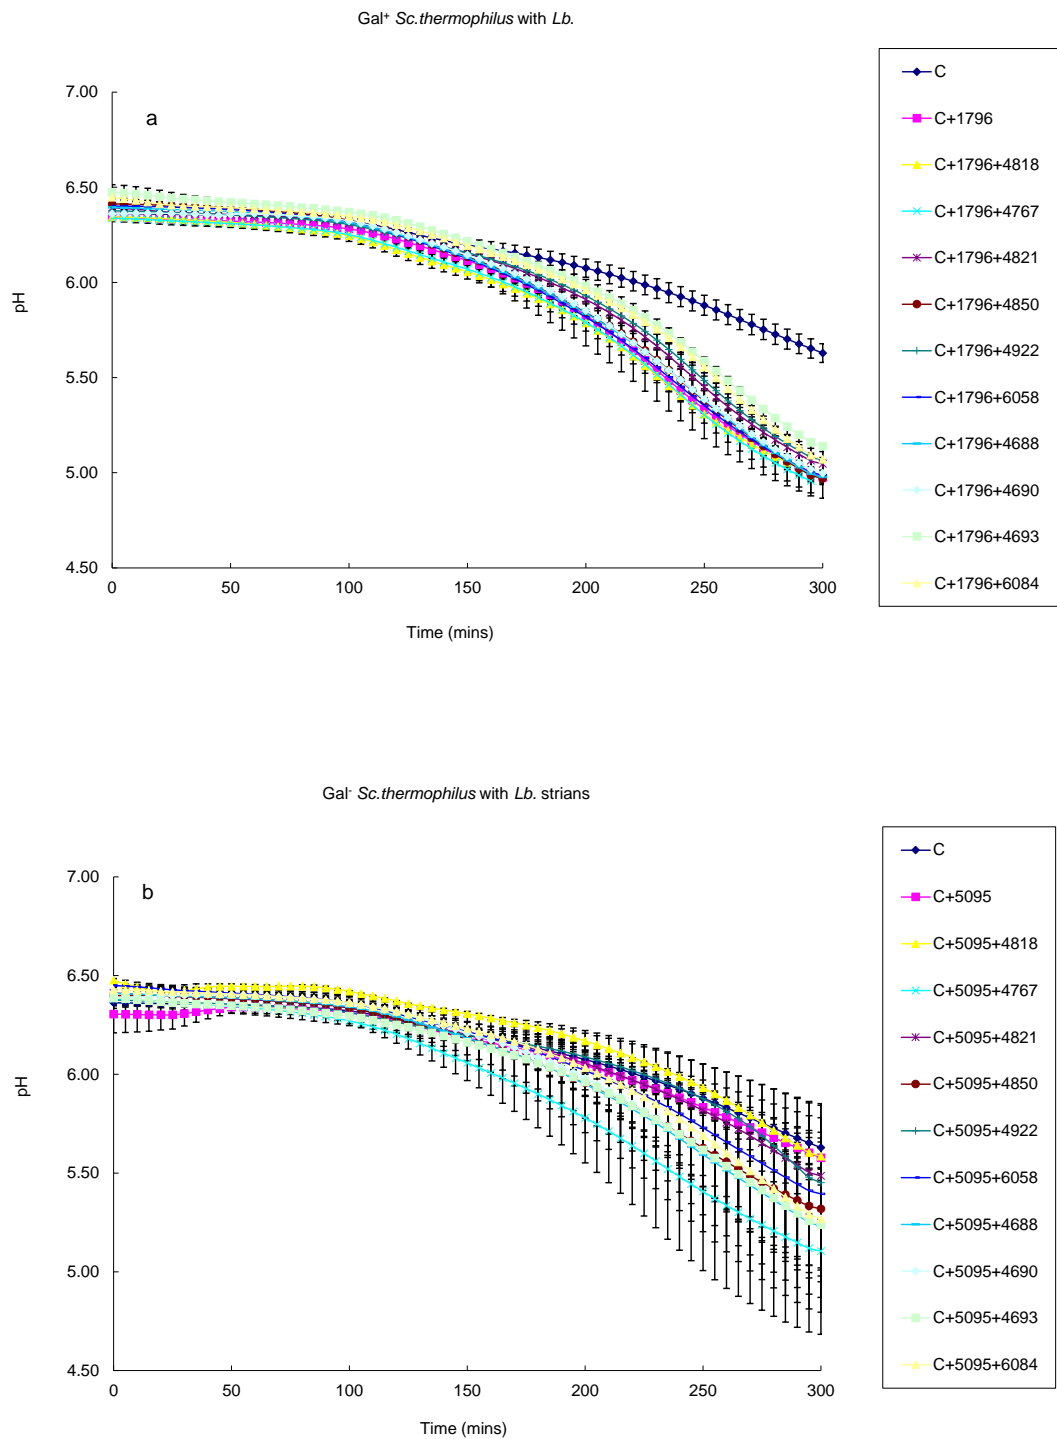 Gal⁺ Sc.thermophilus with Lb.
a
7.00
6.50
6.00
5.50
5.00
4.50
pH
0 50 100 150 200 250 300
Time (mins)
C
C+1796
C+1796+4818
C+1796+4767
C+1796+4821
C+1796+4850
C+1796+4922
C+1796+6058
C+1796+4688
C+1796+4690
C+1796+4693
C+1796+6084
Gal⁻ Sc.thermophilus with Lb. strians
b
7.00
6.50
6.00
5.50
5.00
4.50
pH
0 50 100 150 200 250 300
Time (mins)
C
C+5095
C+5095+4818
C+5095+4767
C+5095+4821
C+5095+4850
C+5095+4922
C+5095+6058
C+5095+4688
C+5095+4690
C+5095+4693
C+5095+6084